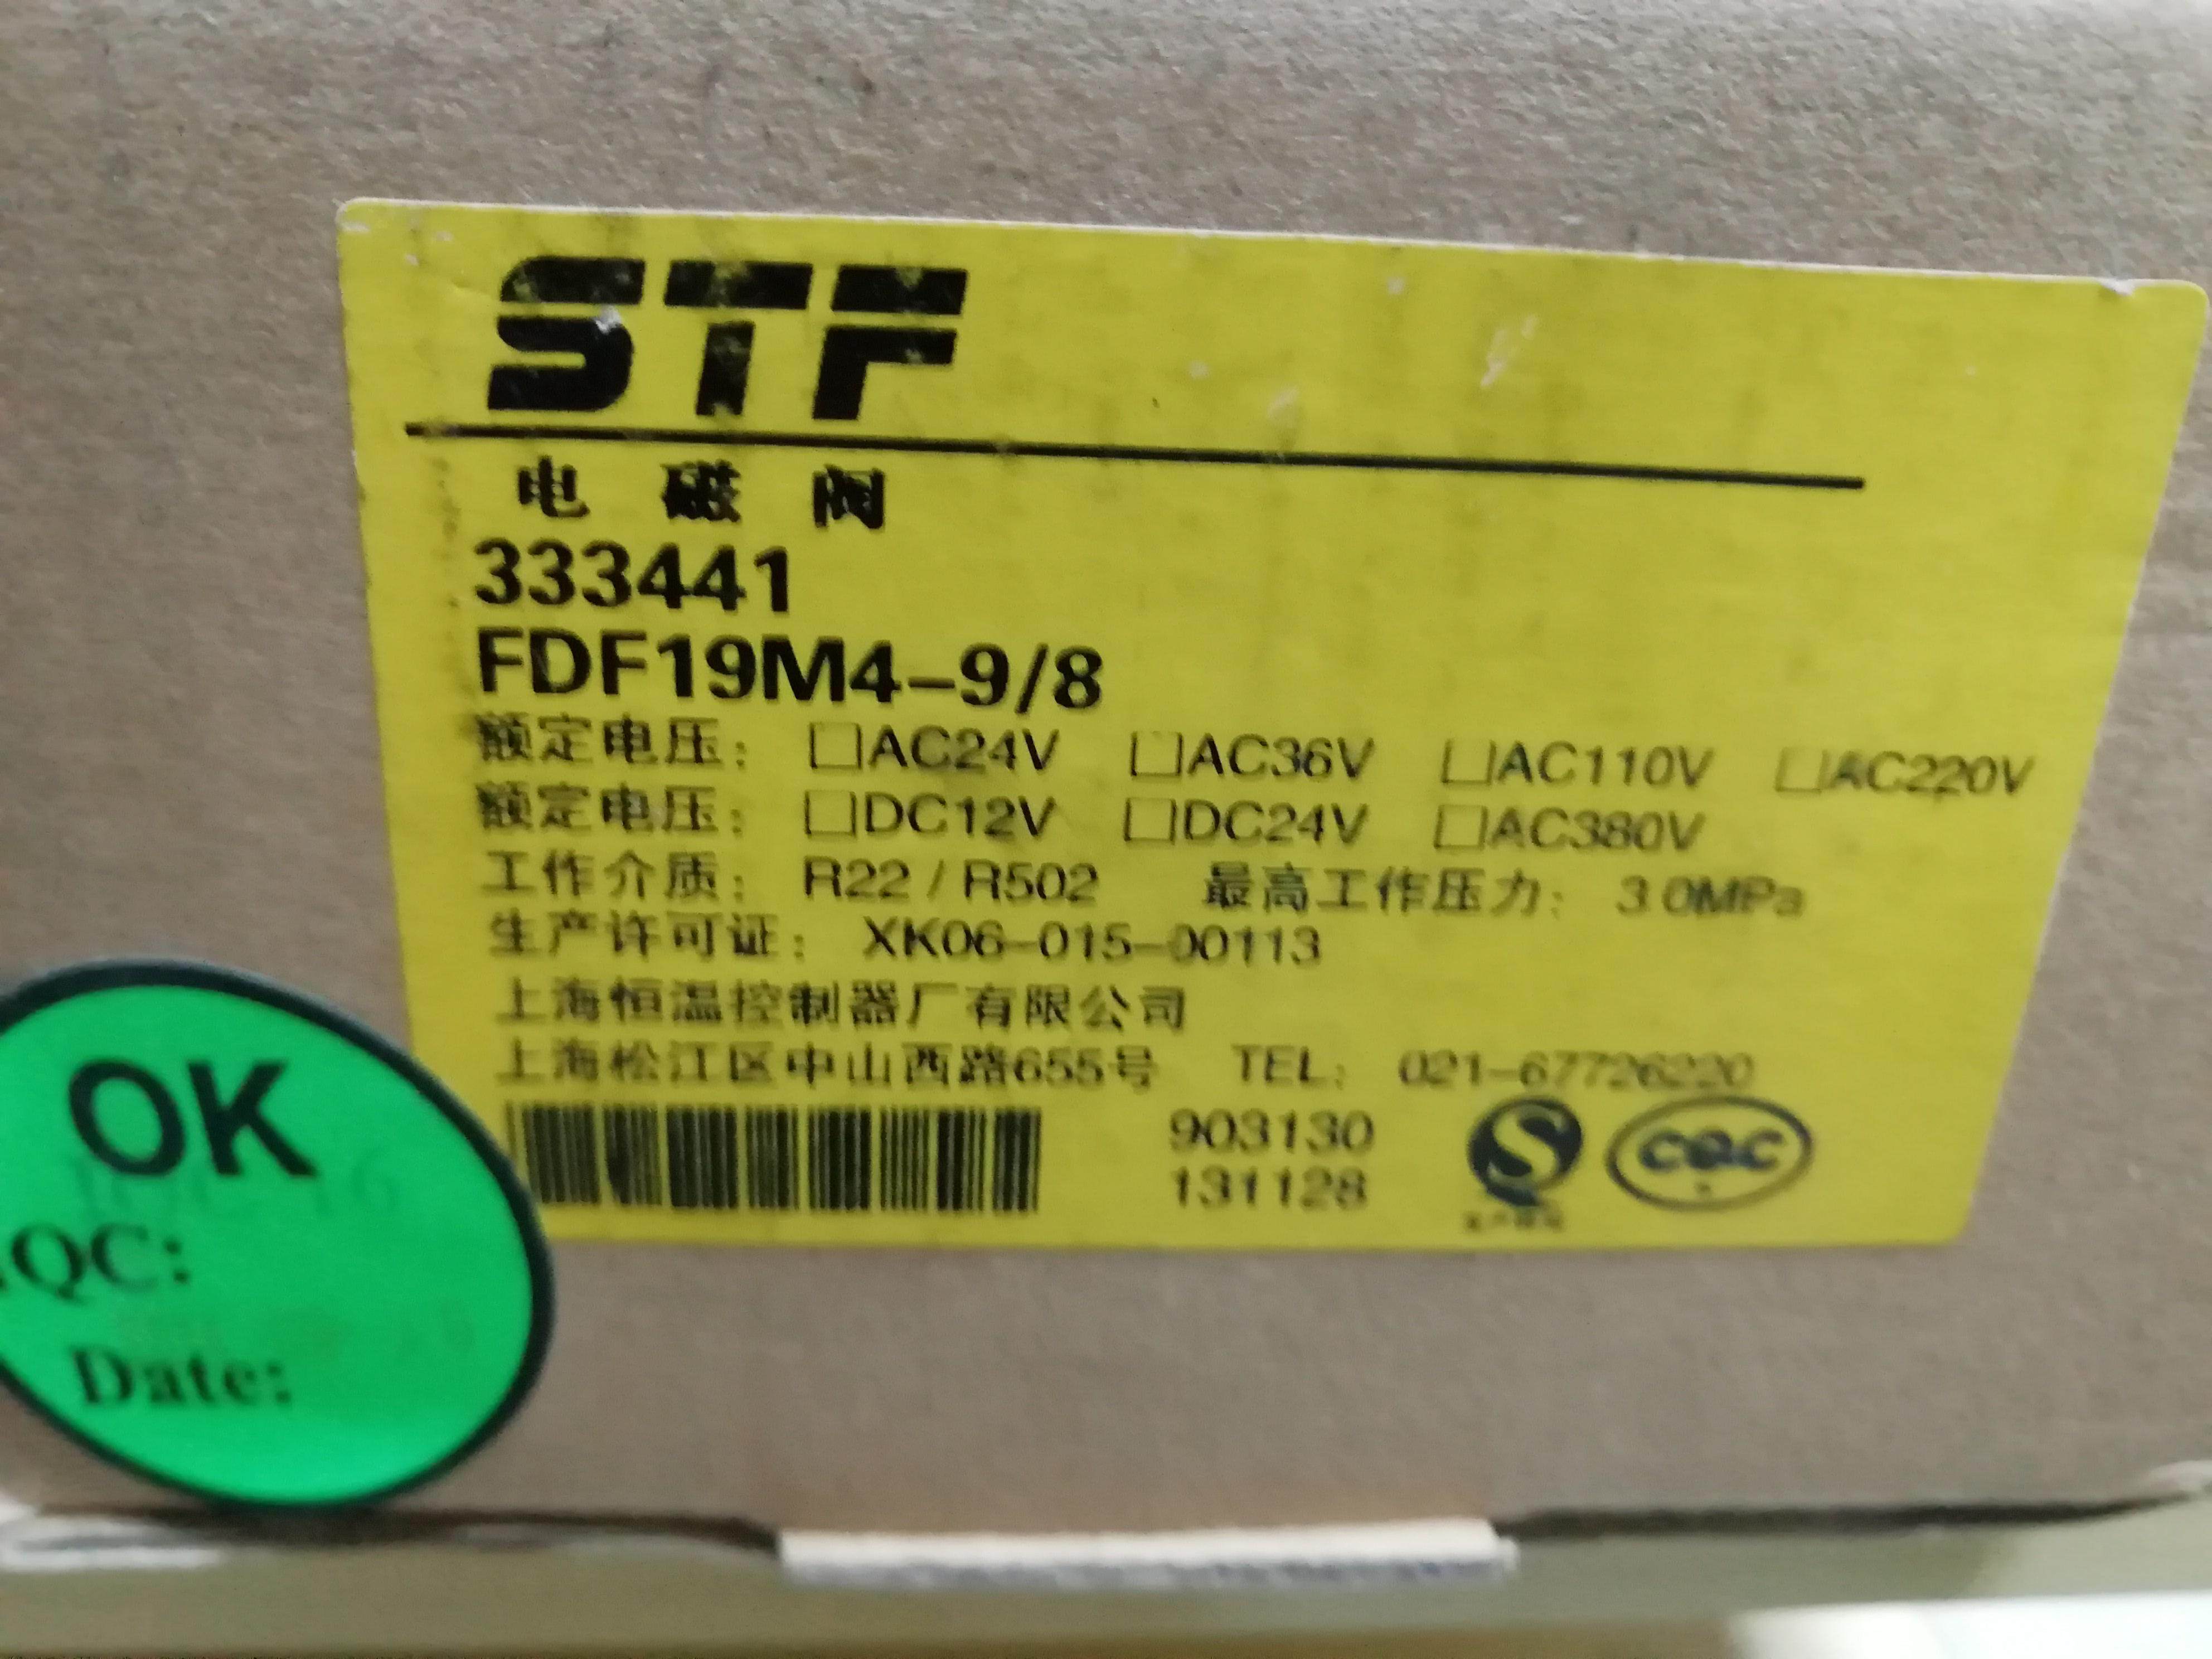 STF
电磁阀
333441
FDF19M4-9/8
额定电压： □AC24V □AC36V □AC110V □AC220V
额定电压： □DC12V □DC24V □AC380V
工作介质： R22 / R502 最高工作压力： 3.0MPa
生产许可证： XK06-015-00113
上海恒温控制器厂有限公司
上海松江区中山西路655号 TEL： 021-67726220
903130
131128
CQC
OK
QC:
Date: